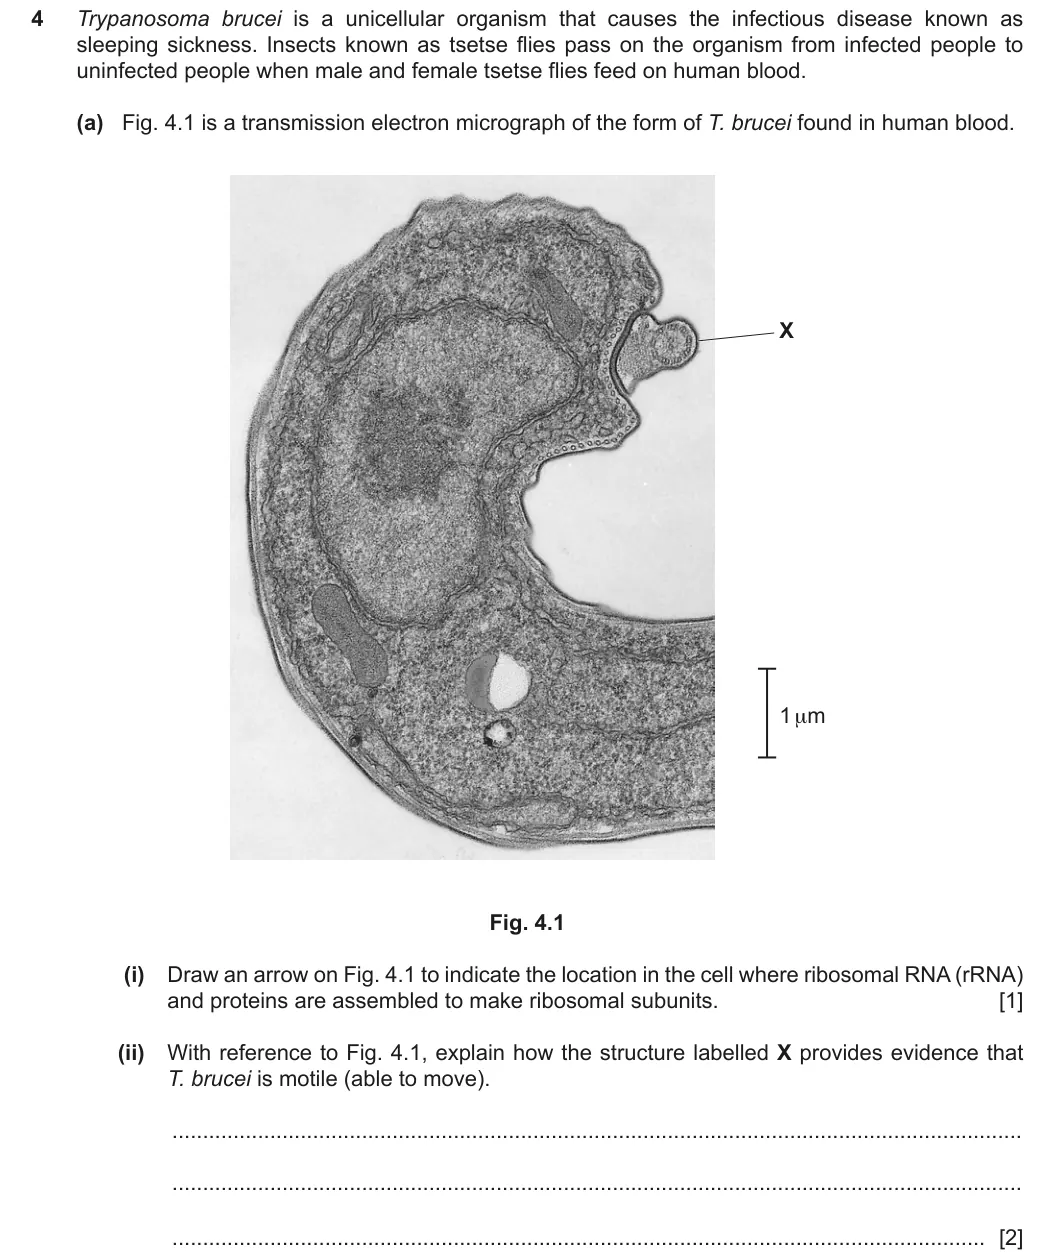 4 Trypanosoma brucei is a unicellular organism that causes the infectious disease known as
sleeping sickness. Insects known as tsetse flies pass on the organism from infected people to
uninfected people when male and female tsetse flies feed on human blood.
(a) Fig. 4.1 is a transmission electron micrograph of the form of T. brucei found in human blood.
X
1 μm
Fig. 4.1
(i) Draw an arrow on Fig. 4.1 to indicate the location in the cell where ribosomal RNA (rRNA)
and proteins are assembled to make ribosomal subunits. [1]
(ii) With reference to Fig. 4.1, explain how the structure labelled X provides evidence that
T. brucei is motile (able to move).
[2]